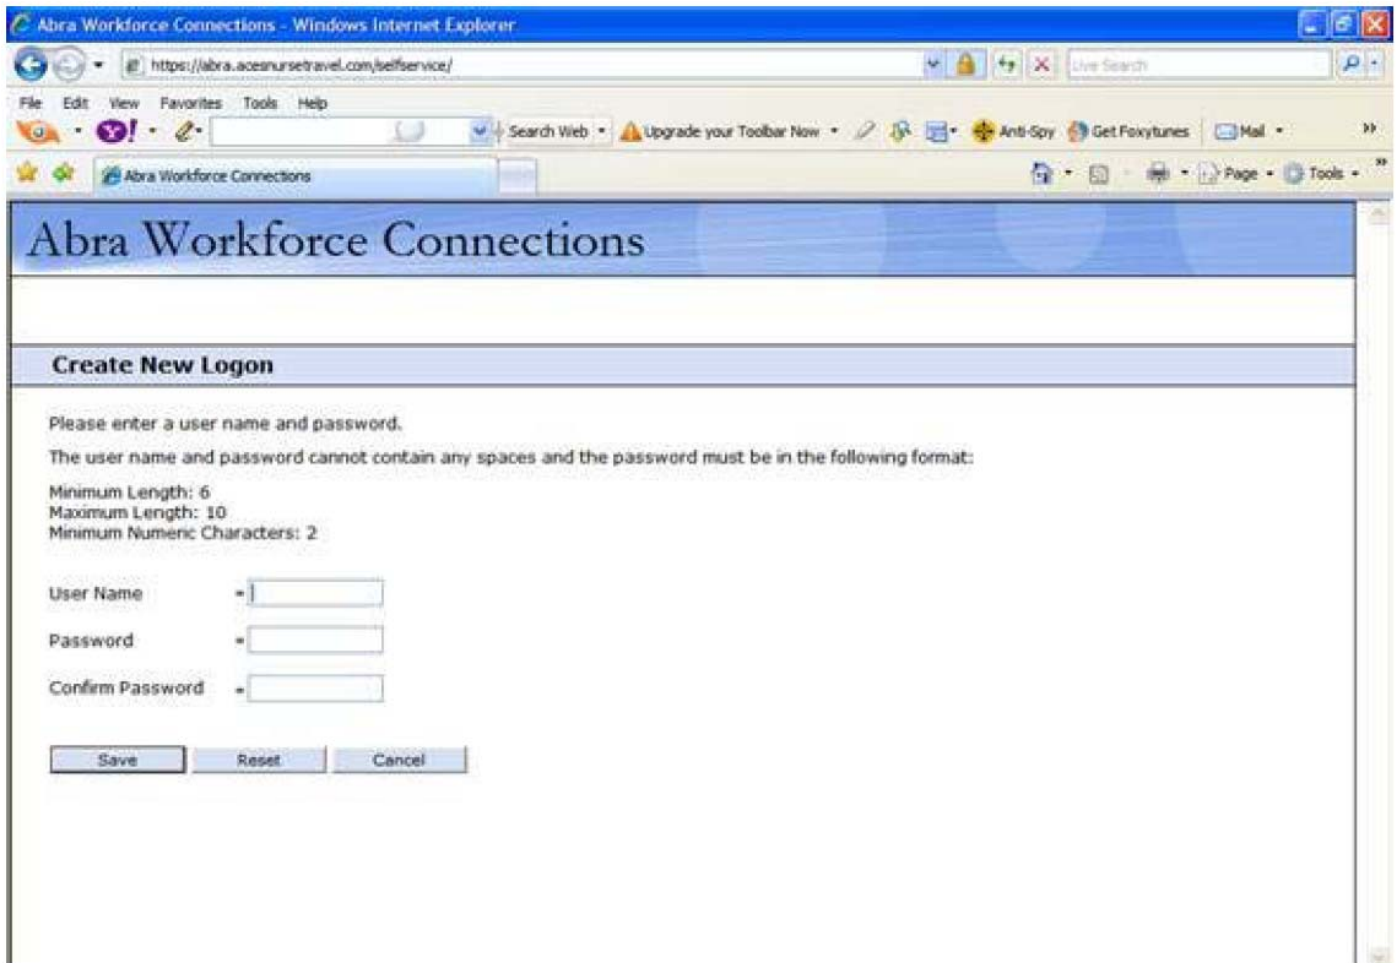 Abra Workforce Connections - Windows Internet Explorer
https://abra.acesnursetravel.com/selfservice/
Live Search
File Edit View Favorites Tools Help
Y! Search Web Upgrade your Toolbar Now Anti-Spy Get Foxytunes Mail
Abra Workforce Connections Page Tools
Abra Workforce Connections
Create New Logon
Please enter a user name and password.
The user name and password cannot contain any spaces and the password must be in the following format:
Minimum Length: 6
Maximum Length: 10
Minimum Numeric Characters: 2
User Name
Password
Confirm Password
Save Reset Cancel